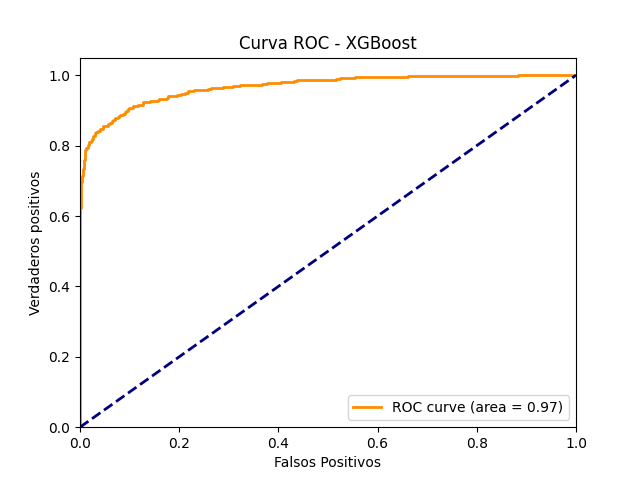 Curva ROC - XGBoost
1.0
0.8
0.6
0.4
0.2
0.0
Verdaderos positivos
ROC curve (area = 0.97)
0.0 0.2 0.4 0.6 0.8 1.0
Falsos Positivos